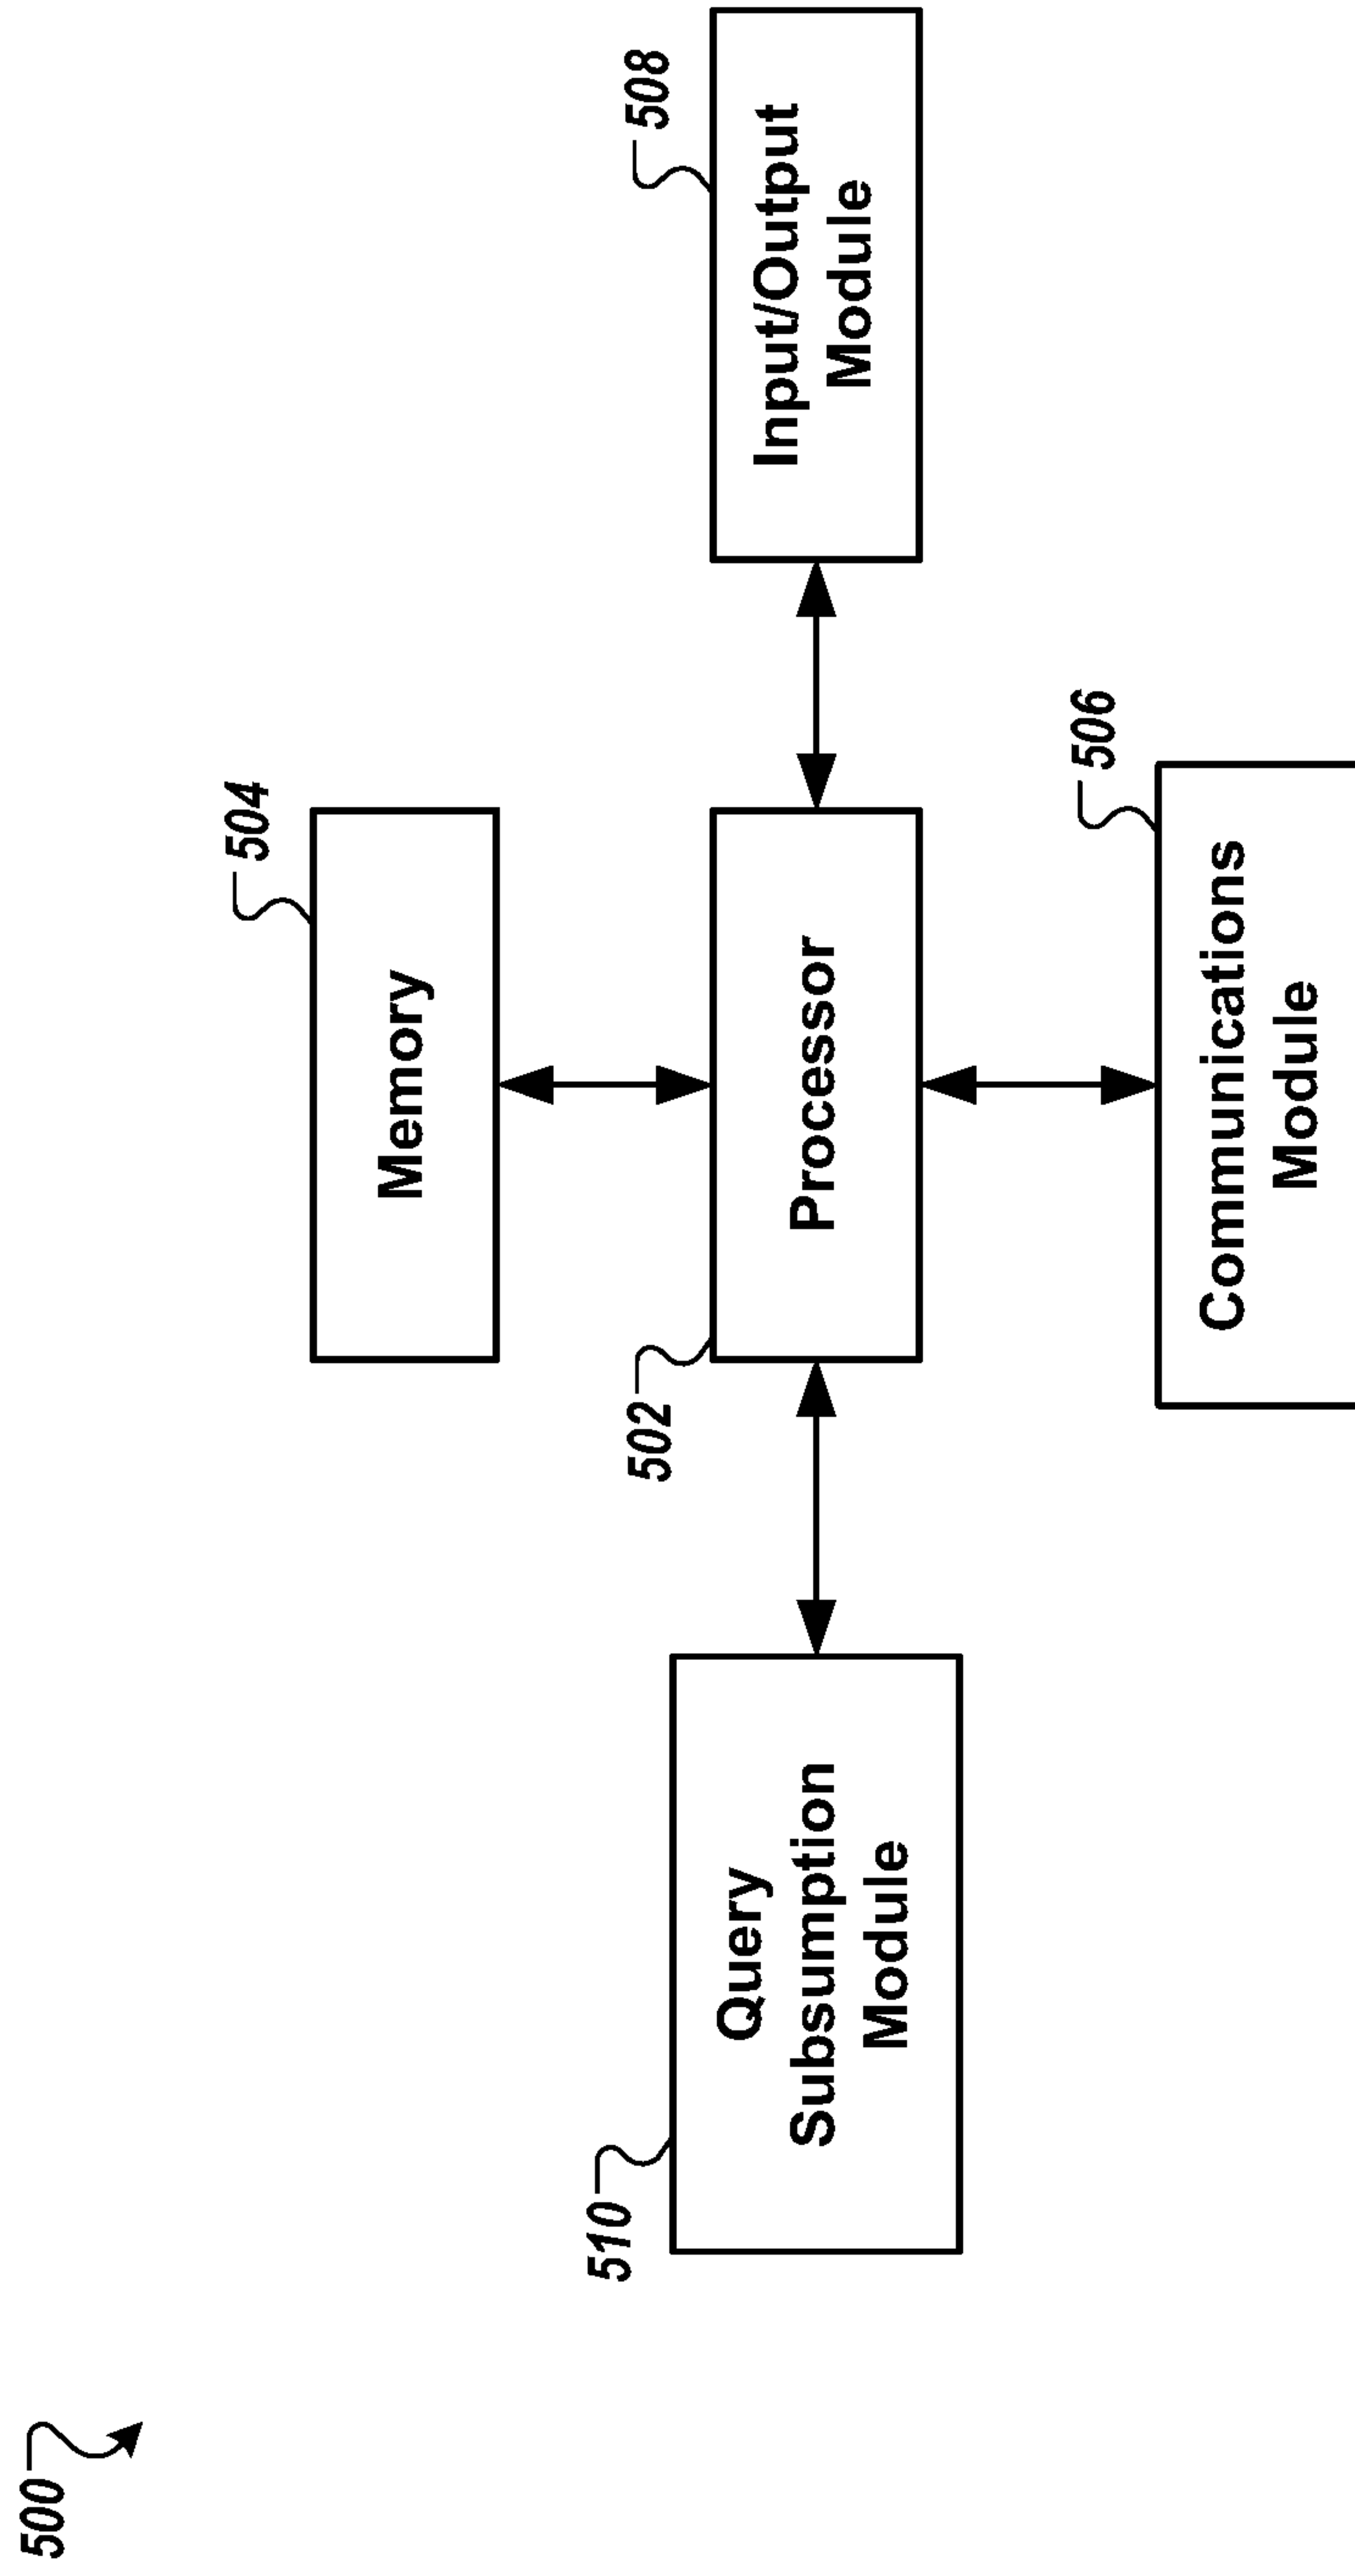 500
504
Memory
510
Query
Subsumption
Module
502
Processor
508
Input/Output
Module
506
Communications
Module